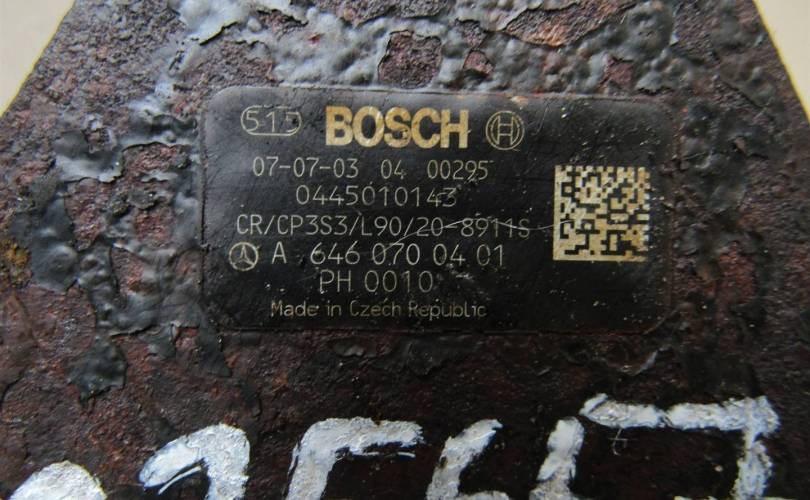 515 BOSCH
07-07-03 04 00295
0445010143
CR/CP3S3/L90/20-8911S
A 646 070 04 01
PH 0010
Made in Czech Republic